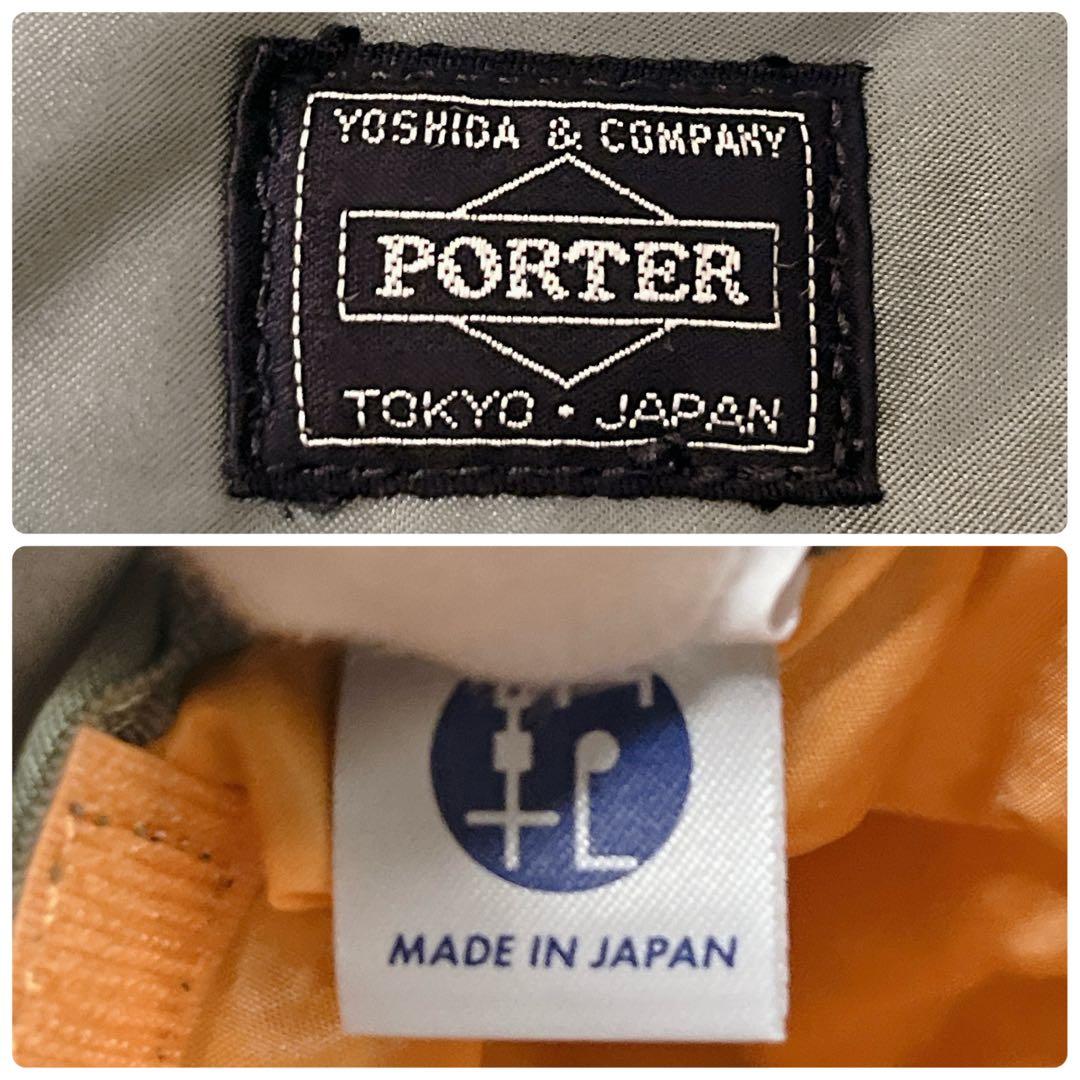 YOSHIDA & COMPANY
PORTER
TOKYO • JAPAN
MADE IN JAPAN